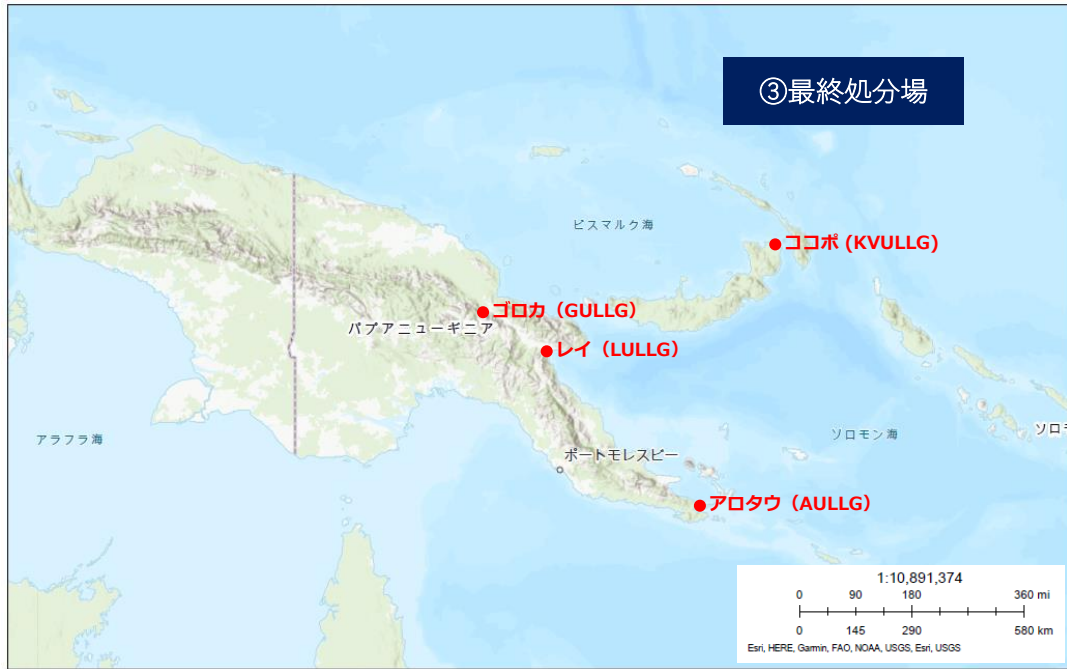 ③最終処分場
ビスマルク海
ココポ (KVULLG)
ゴロカ（GULLG）
パプアニューギニア
レイ（LULLG）
アラフラ海
ソロモン海
ソロモ
ポートモレスビー
アロタウ（AULLG）
1:10,891,374
0 90 180 360 mi
0 145 290 580 km
Esri, HERE, Garmin, FAO, NOAA, USGS, Esri, USGS